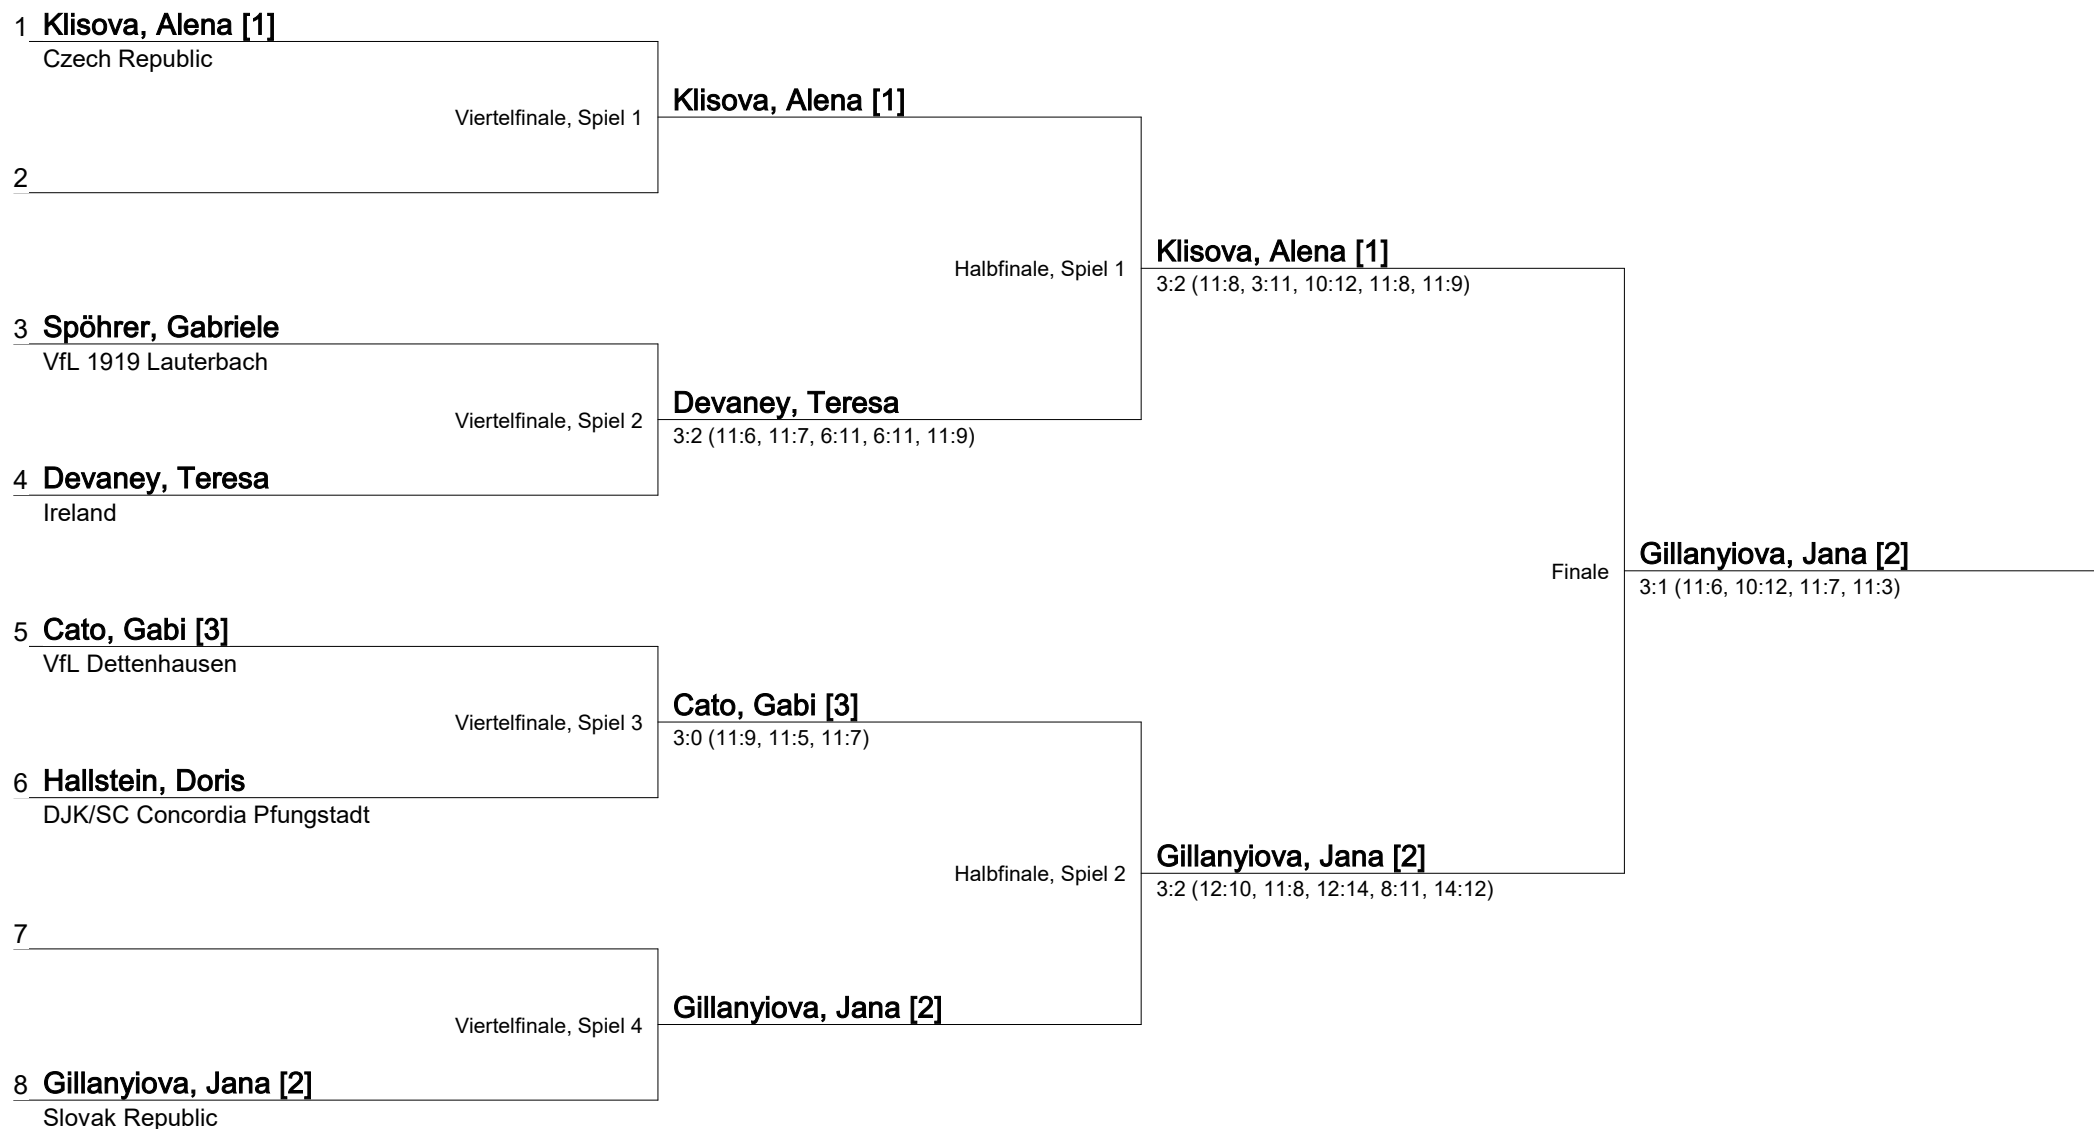 1 Klisova, Alena [1]
Czech Republic
Viertelfinale, Spiel 1
Klisova, Alena [1]
2
Halbfinale, Spiel 1
Klisova, Alena [1]
3:2 (11:8, 3:11, 10:12, 11:8, 11:9)
3 Spöhrer, Gabriele
VfL 1919 Lauterbach
Viertelfinale, Spiel 2
Devaney, Teresa
3:2 (11:6, 11:7, 6:11, 6:11, 11:9)
4 Devaney, Teresa
Ireland
Finale
Gillanyiova, Jana [2]
3:1 (11:6, 10:12, 11:7, 11:3)
5 Cato, Gabi [3]
VfL Dettenhausen
Viertelfinale, Spiel 3
Cato, Gabi [3]
3:0 (11:9, 11:5, 11:7)
6 Hallstein, Doris
DJK/SC Concordia Pfungstadt
Halbfinale, Spiel 2
Gillanyiova, Jana [2]
3:2 (12:10, 11:8, 12:14, 8:11, 14:12)
7
Viertelfinale, Spiel 4
Gillanyiova, Jana [2]
8 Gillanyiova, Jana [2]
Slovak Republic